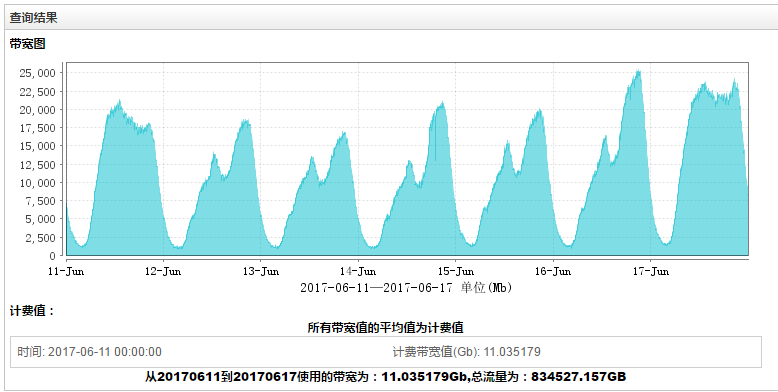 查询结果
带宽图
25,000
22,500
20,000
17,500
15,000
12,500
10,000
7,500
5,000
2,500
0
11-Jun 12-Jun 13-Jun 14-Jun 15-Jun 16-Jun 17-Jun
2017-06-11—2017-06-17 单位(Mb)
计费值：
所有带宽值的平均值为计费值
时间: 2017-06-11 00:00:00 计费带宽值(Gb): 11.035179
从20170611到20170617使用的带宽为：11.035179Gb,总流量为：834527.157GB